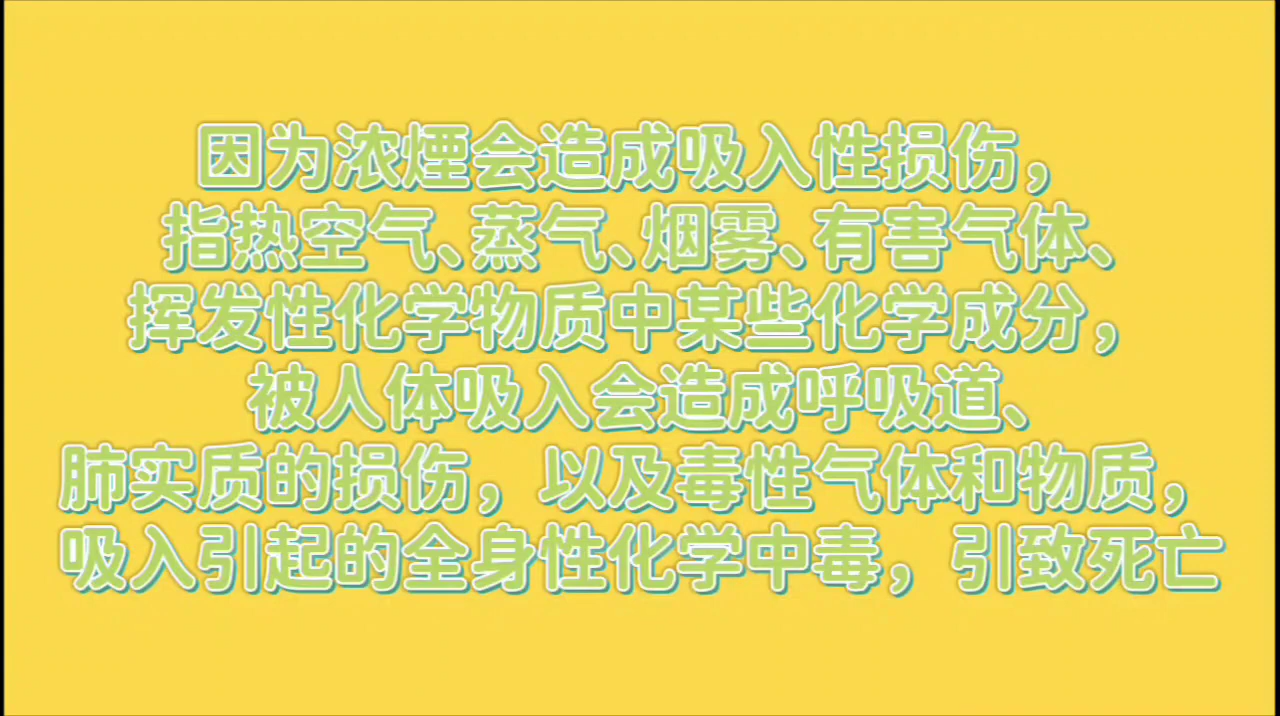 因为浓煙会造成吸入性损伤，
指热空气、蒸气、烟雾、有害气体、
挥发性化学物质中某些化学成分，
被人体吸入会造成呼吸道、
肺实质的损伤，以及毒性气体和物质，
吸入引起的全身性化学中毒，引致死亡